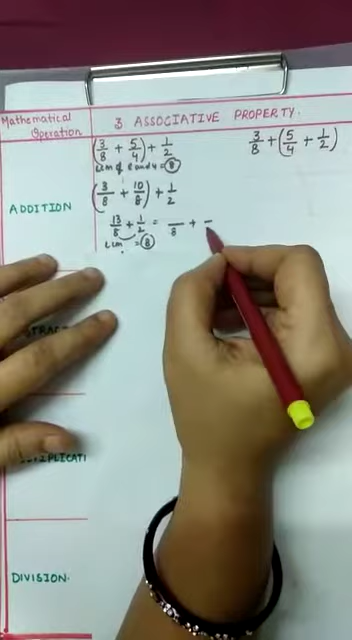 Mathematical Operation
3 ASSOCIATIVE PROPERTY.
(3/8 + 5/4) + 1/2
3/8 + (5/4 + 1/2)
LCM of 8 and 4 = 8
(3/8 + 10/8) + 1/2
ADDITION
13/8 + 1/2 = /8 +
LCM = 8
TRACT
TIPLICATI
DIVISION.